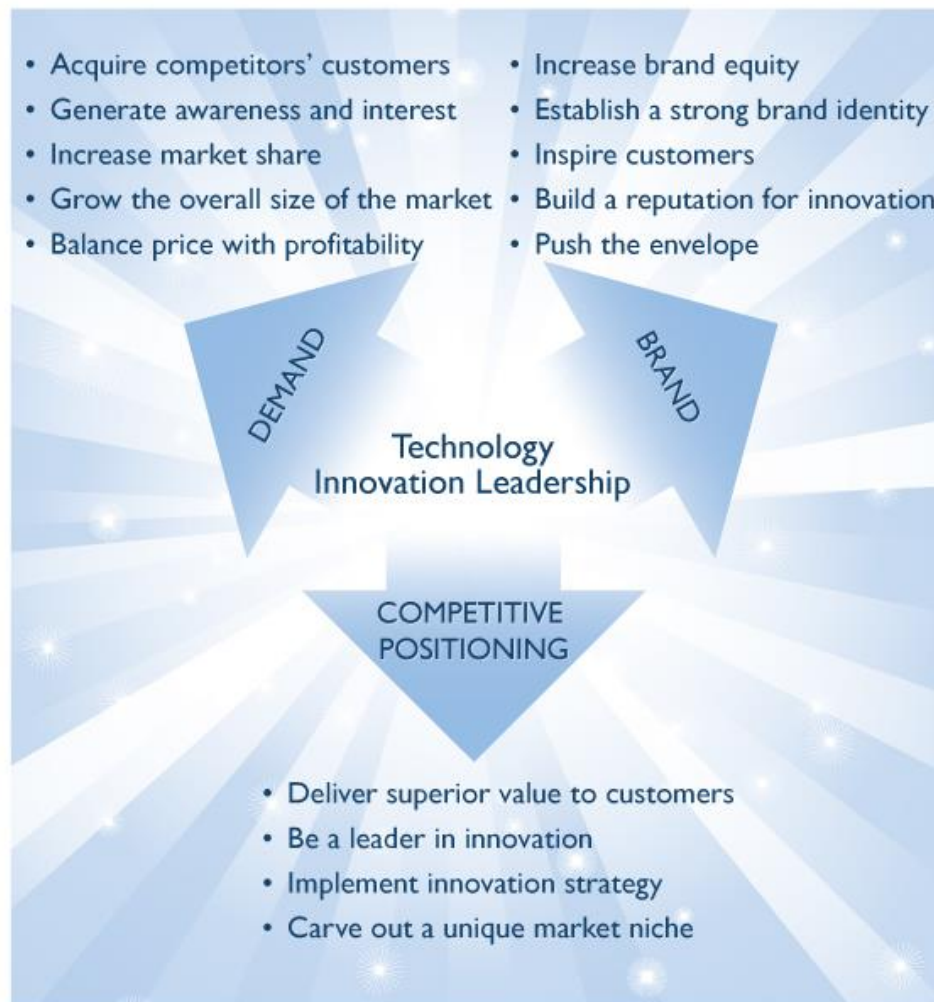 • Acquire competitors’ customers
• Generate awareness and interest
• Increase market share
• Grow the overall size of the market
• Balance price with profitability
• Increase brand equity
• Establish a strong brand identity
• Inspire customers
• Build a reputation for innovation
• Push the envelope
DEMAND
BRAND
Technology
Innovation Leadership
COMPETITIVE
POSITIONING
• Deliver superior value to customers
• Be a leader in innovation
• Implement innovation strategy
• Carve out a unique market niche